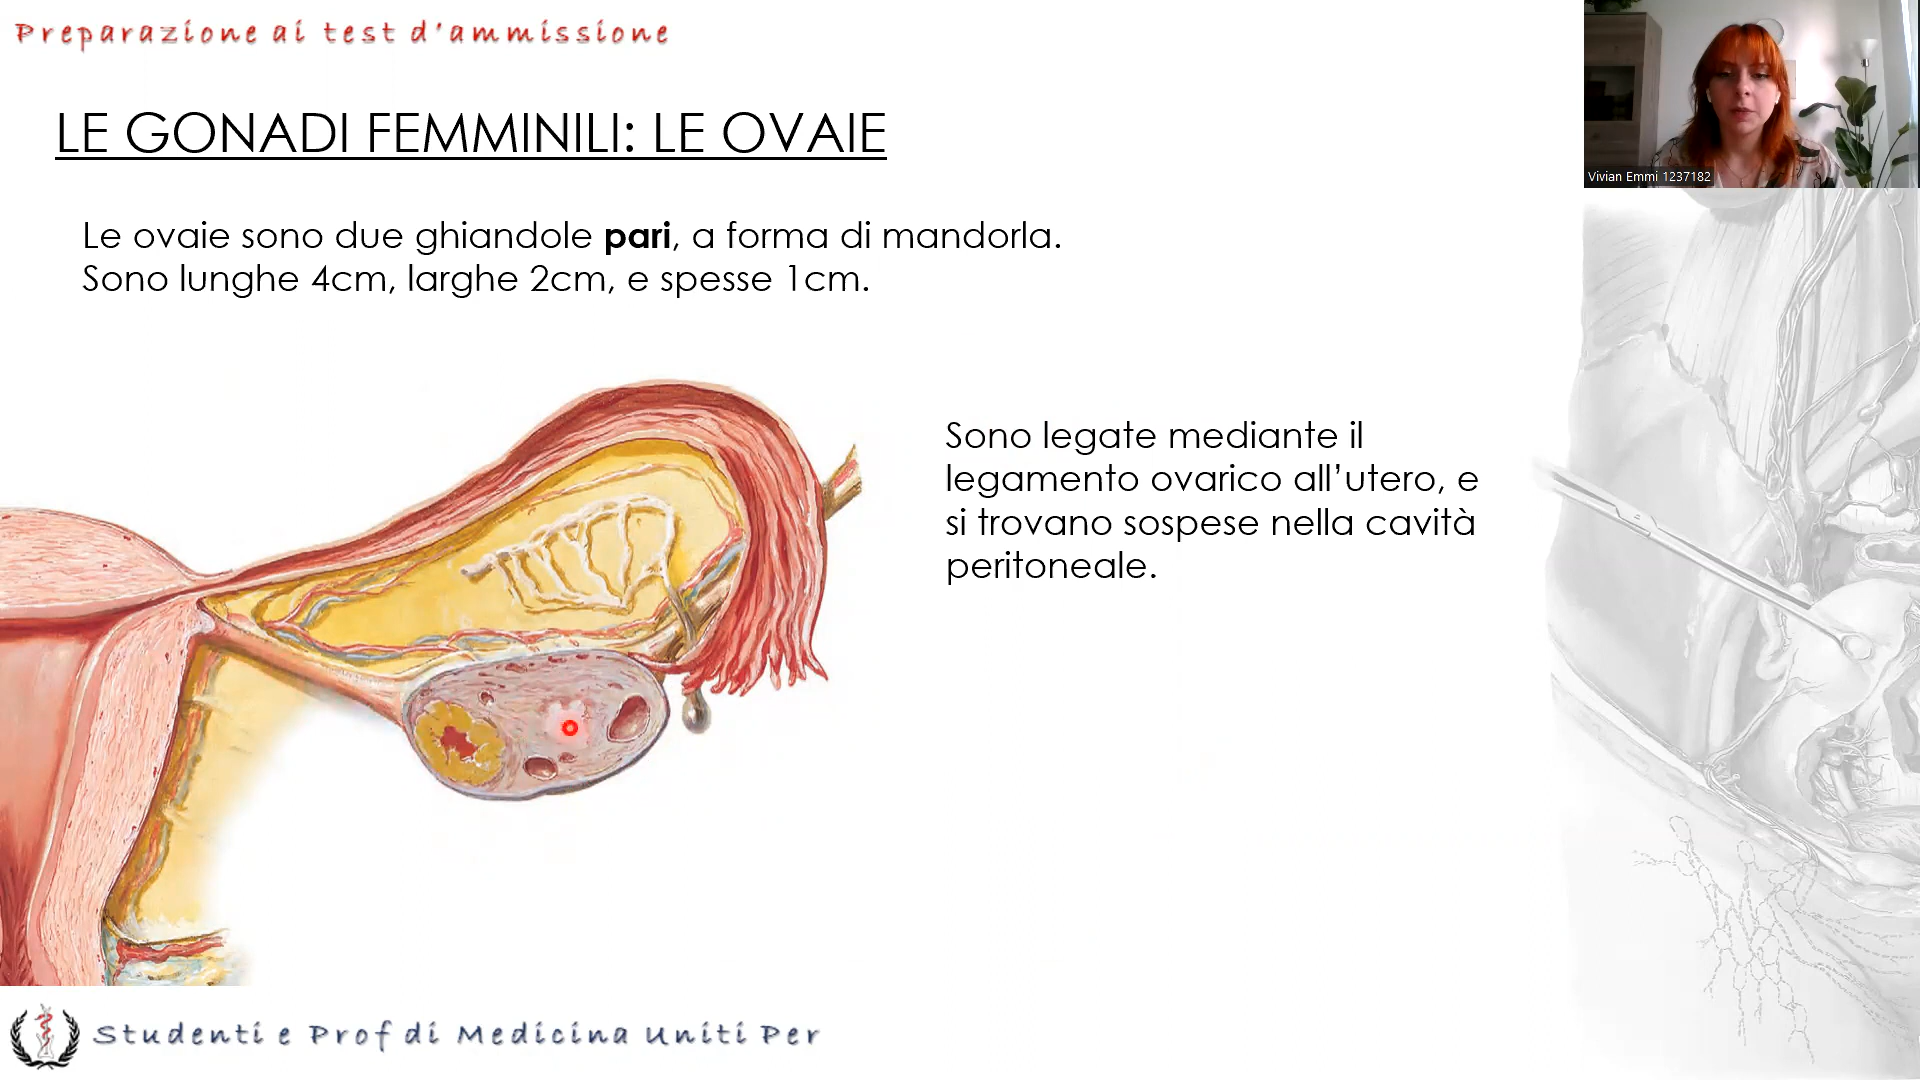 Preparazione ai test d'ammissione
LE GONADI FEMMINILI: LE OVAIE
Vivian Emmi 1237182
Le ovaie sono due ghiandole pari, a forma di mandorla.
Sono lunghe 4cm, larghe 2cm, e spesse 1cm.
Sono legate mediante il
legamento ovarico all’utero, e
si trovano sospese nella cavità
peritoneale.
Studenti e Prof di Medicina Uniti Per